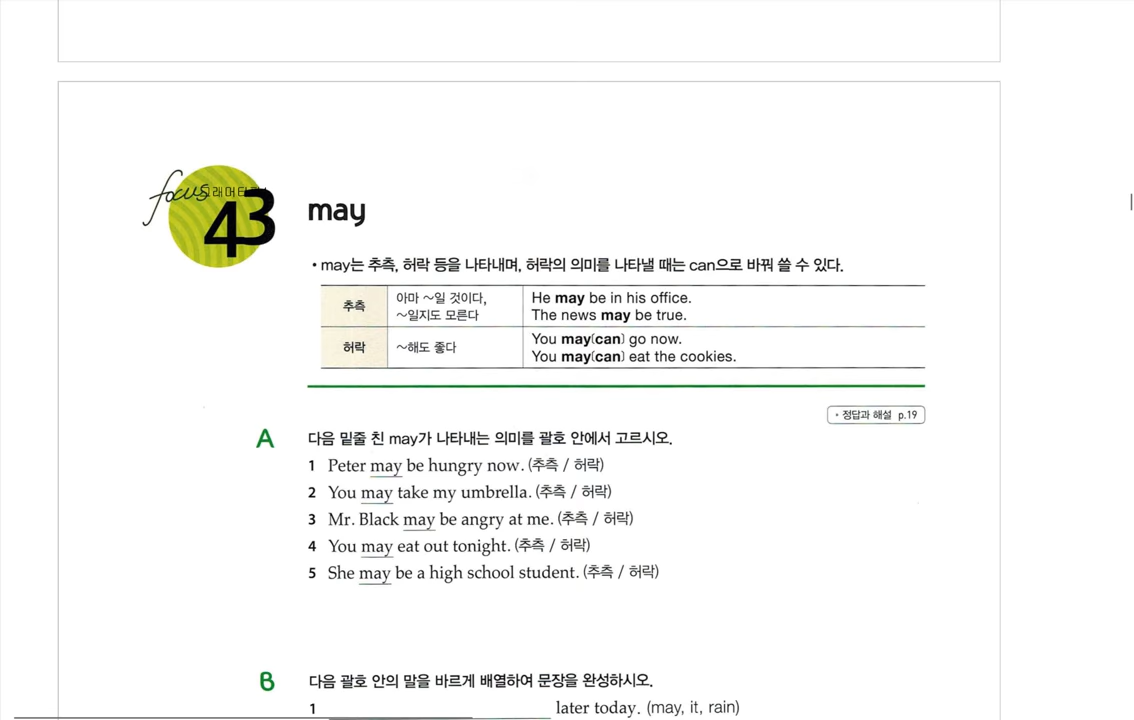 focus
43
may
• may는 추측, 허락 등을 나타내며, 허락의 의미를 나타낼 때는 can으로 바꿔 쓸 수 있다.
추측
아마 ~일 것이다,
~일지도 모른다
He may be in his office.
The news may be true.
허락
~해도 좋다
You may(can) go now.
You may(can) eat the cookies.
• 정답과 해설 p.19
A 다음 밑줄 친 may가 나타내는 의미를 괄호 안에서 고르시오.
1 Peter may be hungry now. (추측 / 허락)
2 You may take my umbrella. (추측 / 허락)
3 Mr. Black may be angry at me. (추측 / 허락)
4 You may eat out tonight. (추측 / 허락)
5 She may be a high school student. (추측 / 허락)
B 다음 괄호 안의 말을 바르게 배열하여 문장을 완성하시오.
1 ____________ later today. (may, it, rain)